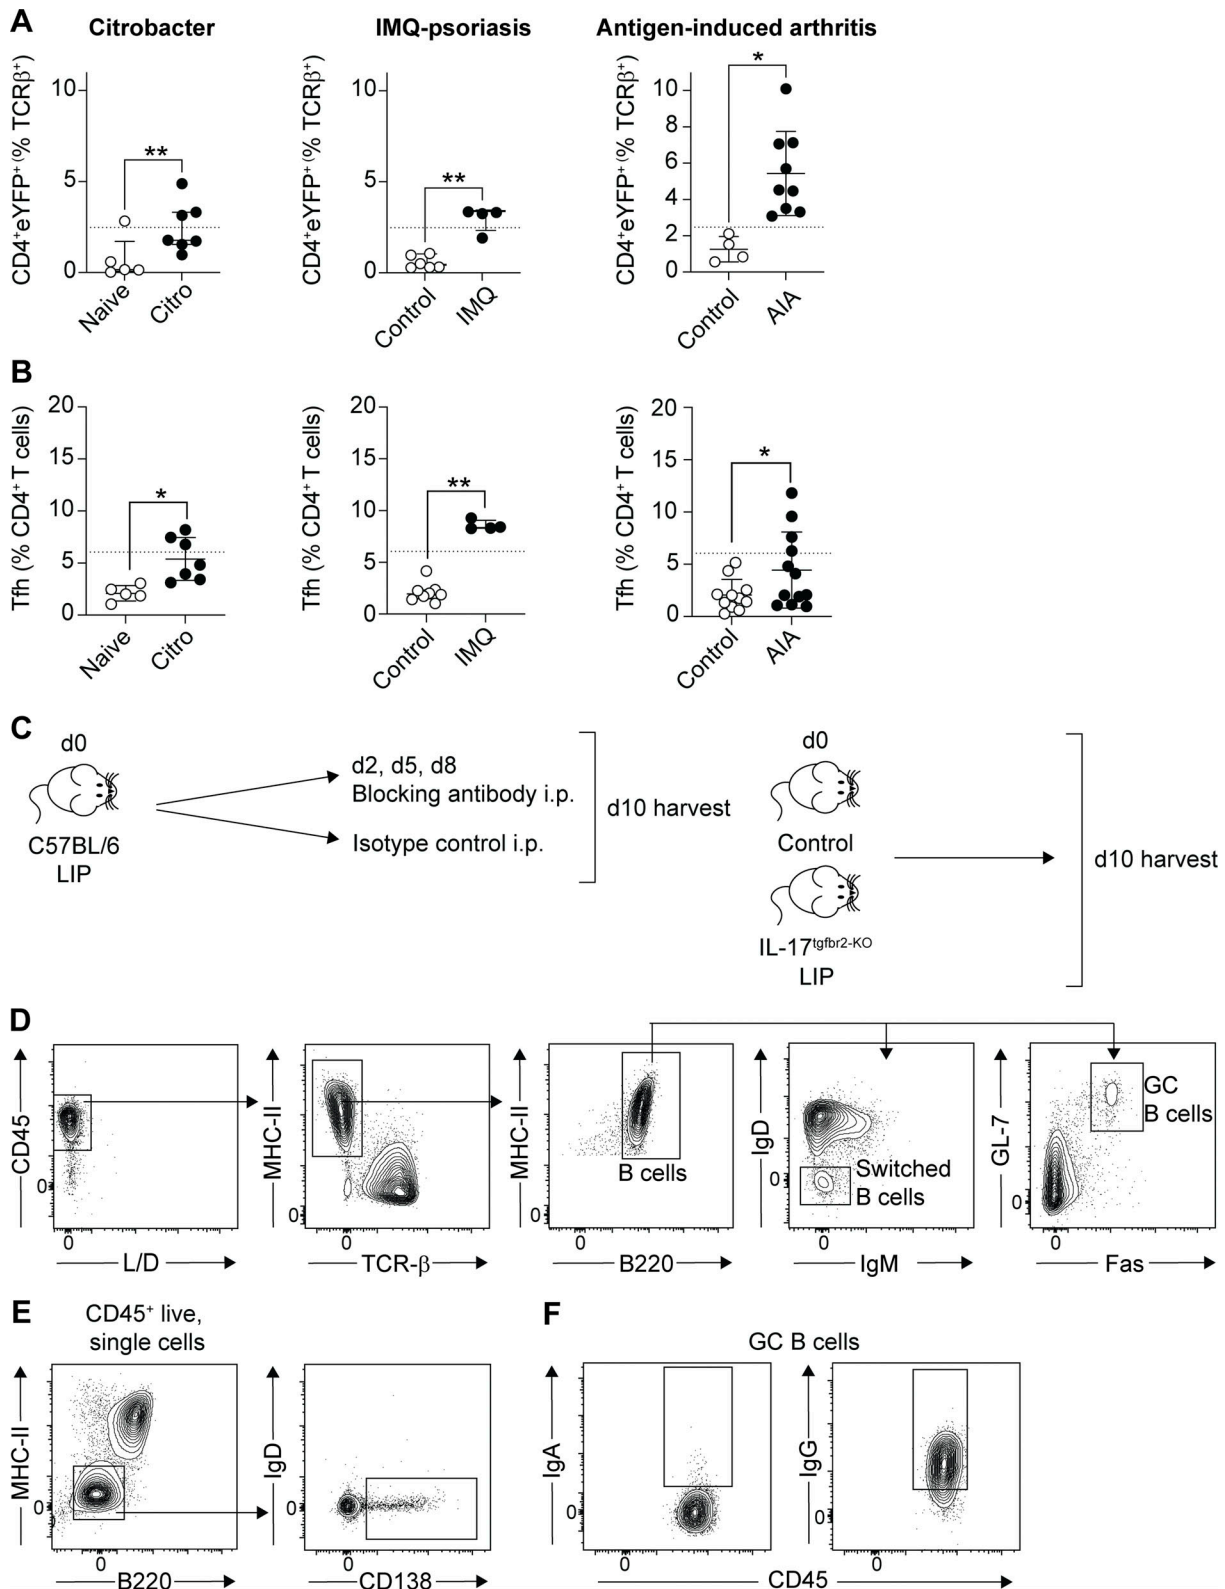 A
Citrobacter
IMQ-psoriasis
Antigen-induced arthritis
CD4⁺eYFP⁺ (% TCRβ⁺)
10
5
0
**
Naive
Citro
CD4⁺eYFP⁺ (% TCRβ⁺)
10
5
0
**
Control
IMQ
CD4⁺eYFP⁺ (% TCRβ⁺)
10
8
6
4
2
0
*
Control
AIA
B
Tfh (% CD4⁺ T cells)
20
15
10
5
0
*
Naive
Citro
Tfh (% CD4⁺ T cells)
20
15
10
5
0
**
Control
IMQ
Tfh (% CD4⁺ T cells)
20
15
10
5
0
*
Control
AIA
C
d0
C57BL/6
LIP
d2, d5, d8
Blocking antibody i.p.
Isotype control i.p.
d10 harvest
d0
Control
IL-17ᵗᵍᶠᵇʳ²⁻ᴷᴼ
LIP
d10 harvest
D
CD45
0
0
L/D
MHC-II
0
0
TCR-β
MHC-II
0
B cells
0
B220
IgD
0
Switched
B cells
0
IgM
GL-7
0
GC
B cells
0
Fas
E
CD45⁺ live,
single cells
MHC-II
0
0
B220
IgD
0
0
CD138
F
GC B cells
IgA
0
0
IgG
0
0
CD45